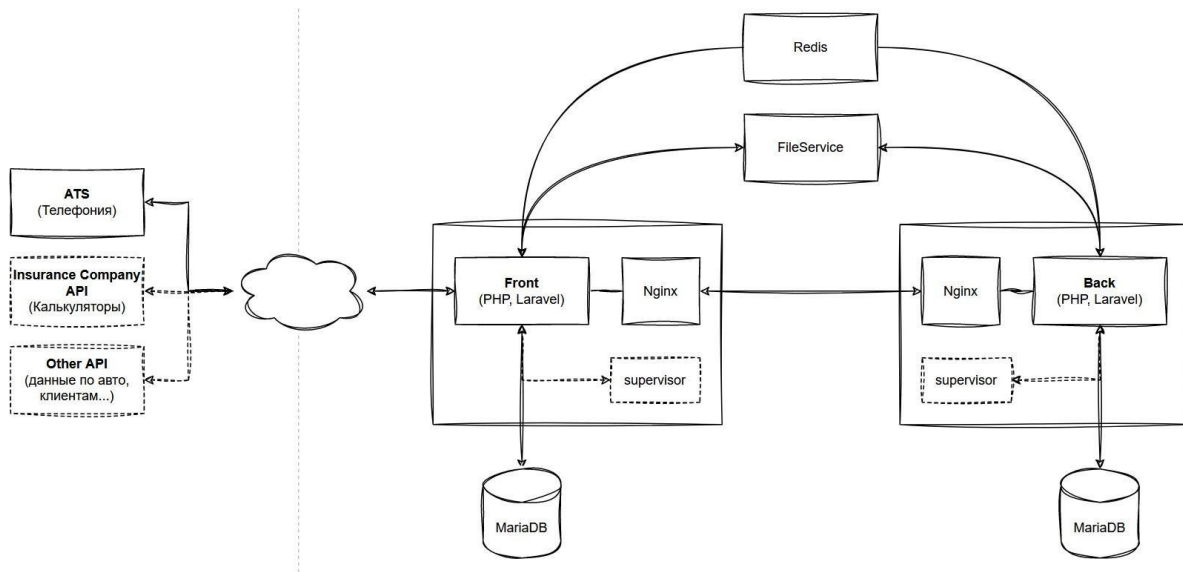 Redis
FileService
ATS
(Телефония)
Insurance Company
API
(Калькуляторы)
Other API
(данные по авто,
клиентам...)
Front
(PHP, Laravel)
Nginx
supervisor
MariaDB
Nginx
Back
(PHP, Laravel)
supervisor
MariaDB